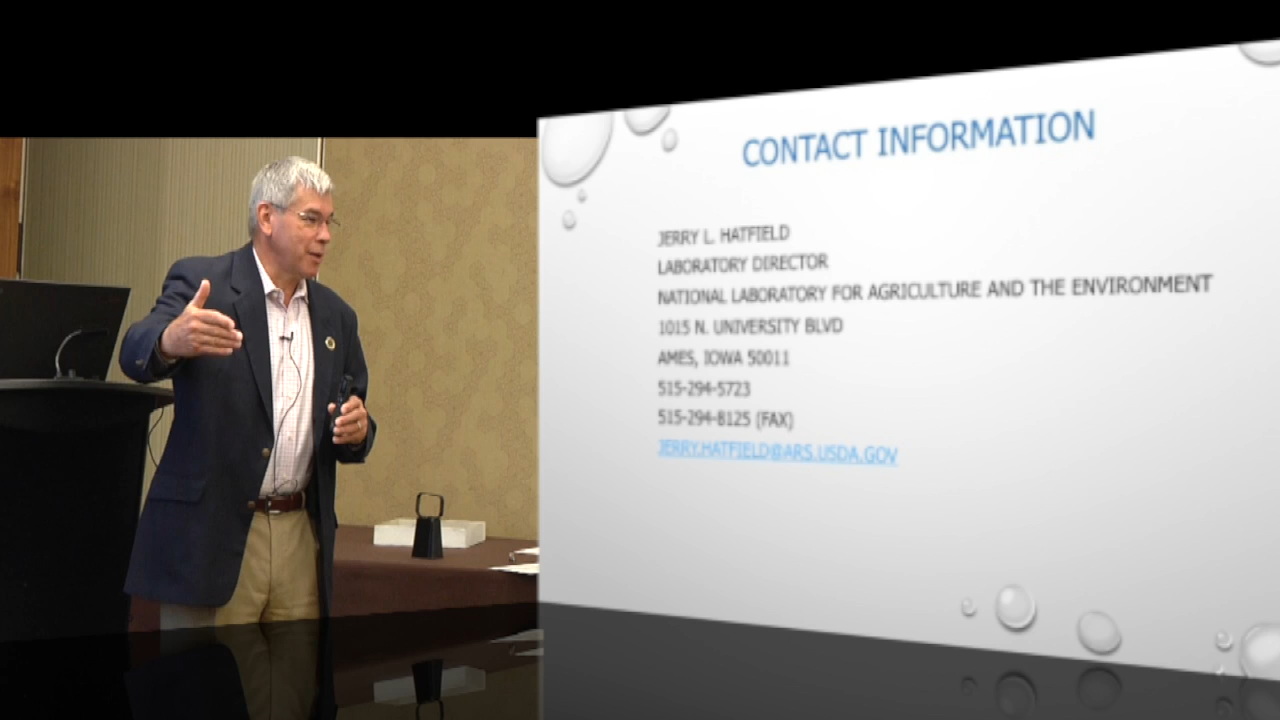 CONTACT INFORMATION
JERRY L. HATFIELD
LABORATORY DIRECTOR
NATIONAL LABORATORY FOR AGRICULTURE AND THE ENVIRONMENT
1015 N. UNIVERSITY BLVD
AMES, IOWA 50011
515-294-5723
515-294-8125 (FAX)
JERRY.HATFIELD@ARS.USDA.GOV